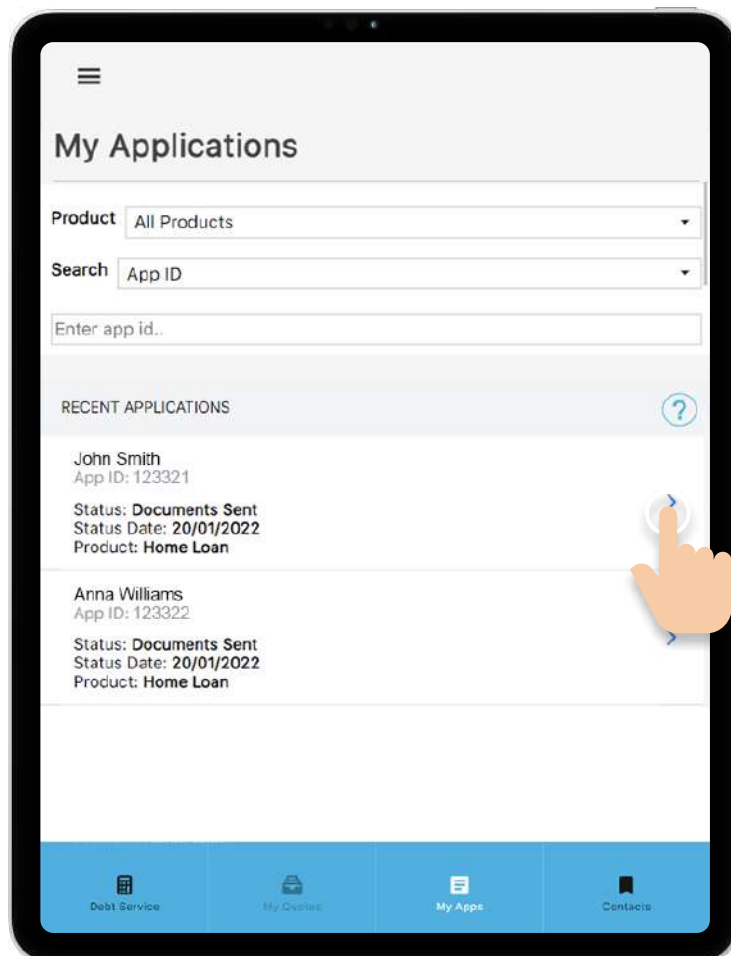 My Applications
Product All Products
Search App ID
Enter app id..
RECENT APPLICATIONS ?
John Smith
App ID: 123321
Status: Documents Sent
Status Date: 20/01/2022
Product: Home Loan
Anna Williams
App ID: 123322
Status: Documents Sent
Status Date: 20/01/2022
Product: Home Loan
Debt Service My Quotes My Apps Contacts